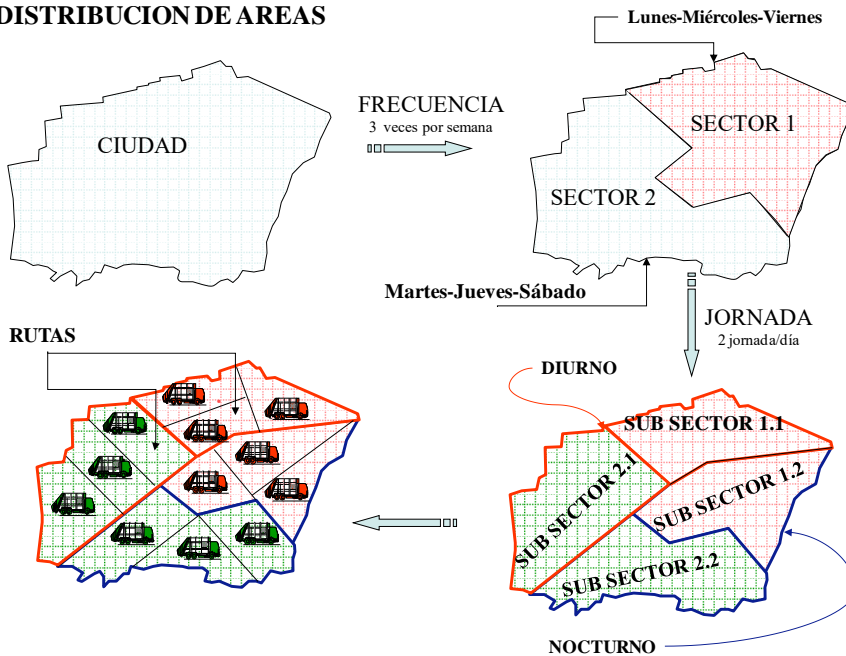 DISTRIBUCION DE AREAS
Lunes-Miércoles-Viernes
CIUDAD
FRECUENCIA
3 veces por semana
SECTOR 1
SECTOR 2
Martes-Jueves-Sábado
JORNADA
2 jornada/día
RUTAS
DIURNO
SUB SECTOR 1.1
SUB SECTOR 2.1
SUB SECTOR 1.2
SUB SECTOR 2.2
NOCTURNO